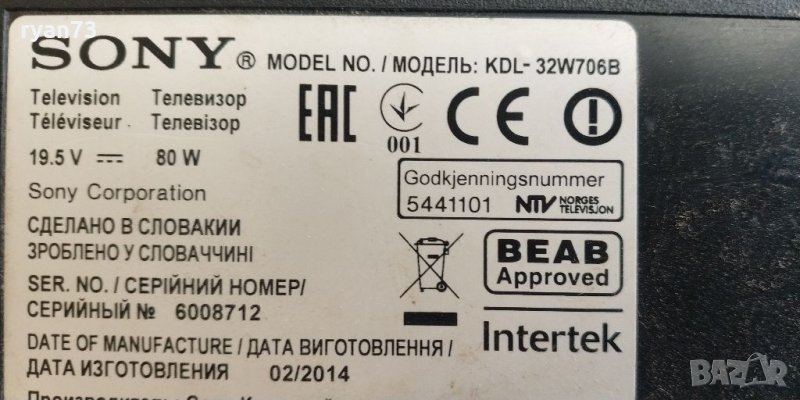 ryan73
SONY® MODEL NO. / МОДЕЛЬ: KDL- 32W706B
Television Телевизор
Téléviseur Телевізор
19.5 V 80 W
Sony Corporation
СДЕЛАНО В СЛОВАКИИ
ЗРОБЛЕНО У СЛОВАЧЧИНІ
SER. NO. / СЕРІЙНИЙ НОМЕР/
СЕРИЙНЫЙ № 6008712
DATE OF MANUFACTURE / ДАТА ВИГОТОВЛЕННЯ /
ДАТА ИЗГОТОВЛЕНИЯ 02/2014
EAC
001
CE
Godkjenningsnummer
5441101 NTV NORGES
TELEVISJON
BEAB
Approved
Intertek
BAZAR